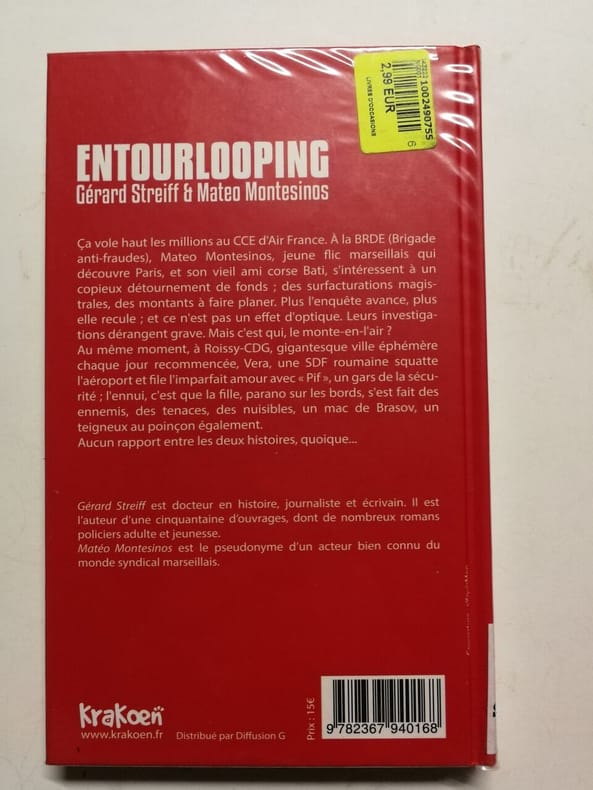 1002490755
2,99 EUR
LIVRES D'OCCASIONS
6
ENTOURLOOPING
Gérard Streiff & Mateo Montesinos
Ça vole haut les millions au CCE d'Air France. À la BRDE (Brigade
anti-fraudes), Mateo Montesinos, jeune flic marseillais qui
découvre Paris, et son vieil ami corse Bati, s'intéressent à un
copieux détournement de fonds ; des surfacturations magis-
trales, des montants à faire planer. Plus l'enquête avance, plus
elle recule ; et ce n'est pas un effet d'optique. Leurs investiga-
tions dérangent grave. Mais c'est qui, le monte-en-l'air ?
Au même moment, à Roissy-CDG, gigantesque ville éphémère
chaque jour recommencée, Vera, une SDF roumaine squatte
l'aéroport et file l'imparfait amour avec « Pif », un gars de la sécu-
rité ; l'ennui, c'est que la fille, parano sur les bords, s'est fait des
ennemis, des tenaces, des nuisibles, un mac de Brasov, un
teigneux au poinçon également.
Aucun rapport entre les deux histoires, quoique...
Gérard Streiff est docteur en histoire, journaliste et écrivain. Il est
l'auteur d'une cinquantaine d'ouvrages, dont de nombreux romans
policiers adulte et jeunesse.
Matéo Montesinos est le pseudonyme d'un acteur bien connu du
monde syndical marseillais.
krakoen
www.krakoen.fr
Distribué par Diffusion G
Prix : 15€
9 782367 940168